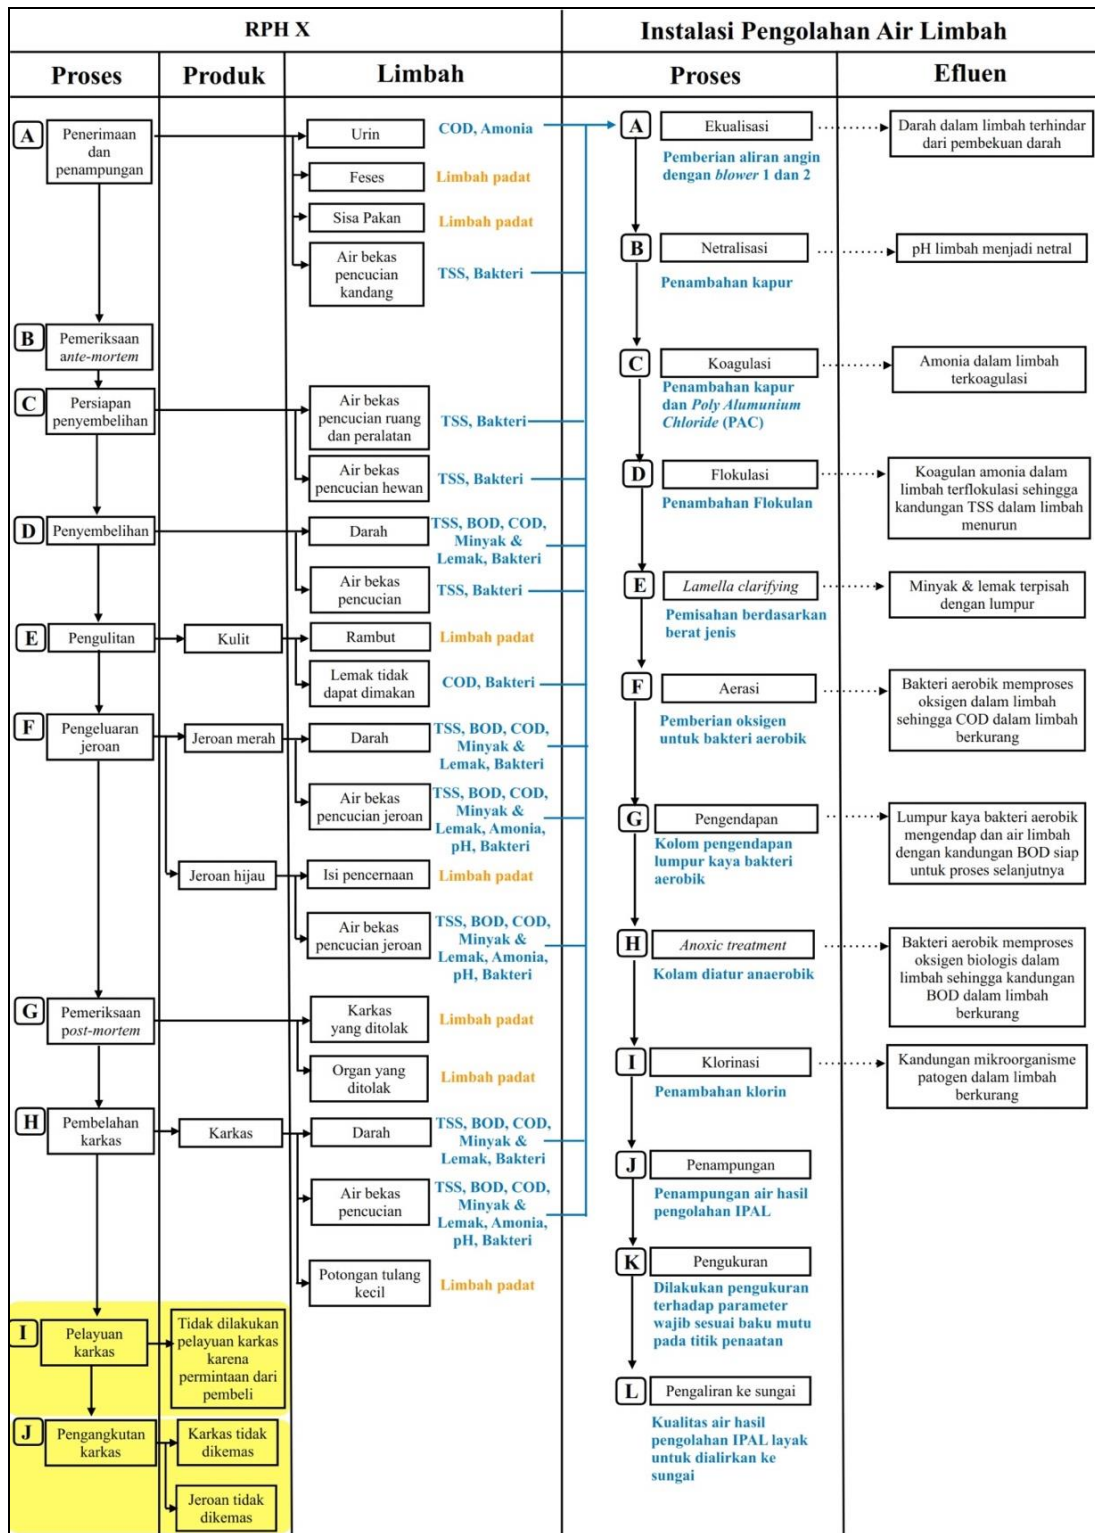 RPH X
Instalasi Pengolahan Air Limbah
Proses
Produk
Limbah
Proses
Efluen
A
Penerimaan
dan
penampungan
Urin
COD, Amonia
Feses
Limbah padat
Sisa Pakan
Limbah padat
Air bekas
pencucian
kandang
TSS, Bakteri
B
Pemeriksaan
ante-mortem
C
Persiapan
penyembelihan
Air bekas
pencucian ruang
dan peralatan
TSS, Bakteri
Air bekas
pencucian hewan
TSS, Bakteri
D
Penyembelihan
Darah
TSS, BOD, COD,
Minyak &
Lemak, Bakteri
Air bekas
pencucian
TSS, Bakteri
E
Pengulitan
Kulit
Rambut
Limbah padat
Lemak tidak
dapat dimakan
COD, Bakteri
F
Pengeluaran
jeroan
Jeroan merah
Darah
TSS, BOD, COD,
Minyak &
Lemak, Bakteri
Air bekas
pencucian jeroan
TSS, BOD, COD,
Minyak &
Lemak, Amonia,
pH, Bakteri
Jeroan hijau
Isi pencernaan
Limbah padat
Air bekas
pencucian jeroan
TSS, BOD, COD,
Minyak &
Lemak, Amonia,
pH, Bakteri
G
Pemeriksaan
post-mortem
Karkas
yang ditolak
Limbah padat
Organ yang
ditolak
Limbah padat
H
Pembelahan
karkas
Karkas
Darah
TSS, BOD, COD,
Minyak &
Lemak, Bakteri
Air bekas
pencucian
TSS, BOD, COD,
Minyak &
Lemak, Amonia,
pH, Bakteri
Potongan tulang
kecil
Limbah padat
I
Pelayuan
karkas
Tidak dilakukan
pelayuan karkas
karena
permintaan dari
pembeli
J
Pengangkutan
karkas
Karkas tidak
dikemas
Jeroan tidak
dikemas
A
Ekualisasi
Pemberian aliran angin
dengan blower 1 dan 2
Darah dalam limbah terhindar
dari pembekuan darah
B
Netralisasi
Penambahan kapur
pH limbah menjadi netral
C
Koagulasi
Penambahan kapur
dan Poly Alumunium
Chloride (PAC)
Amonia dalam limbah
terkoagulasi
D
Flokulasi
Penambahan Flokulan
Koagulan amonia dalam
limbah terflokulasi sehingga
kandungan TSS dalam limbah
menurun
E
Lamella clarifying
Pemisahan berdasarkan
berat jenis
Minyak & lemak terpisah
dengan lumpur
F
Aerasi
Pemberian oksigen
untuk bakteri aerobik
Bakteri aerobik memproses
oksigen dalam limbah
sehingga COD dalam limbah
berkurang
G
Pengendapan
Kolom pengendapan
lumpur kaya bakteri
aerobik
Lumpur kaya bakteri aerobik
mengendap dan air limbah
dengan kandungan BOD siap
untuk proses selanjutnya
H
Anoxic treatment
Kolam diatur anaerobik
Bakteri aerobik memproses
oksigen biologis dalam
limbah sehingga kandungan
BOD dalam limbah
berkurang
I
Klorinasi
Penambahan klorin
Kandungan mikroorganisme
patogen dalam limbah
berkurang
J
Penampungan
Penampungan air hasil
pengolahan IPAL
K
Pengukuran
Dilakukan pengukuran
terhadap parameter
wajib sesuai baku mutu
pada titik penaatan
L
Pengaliran ke sungai
Kualitas air hasil
pengolahan IPAL layak
untuk dialirkan ke
sungai